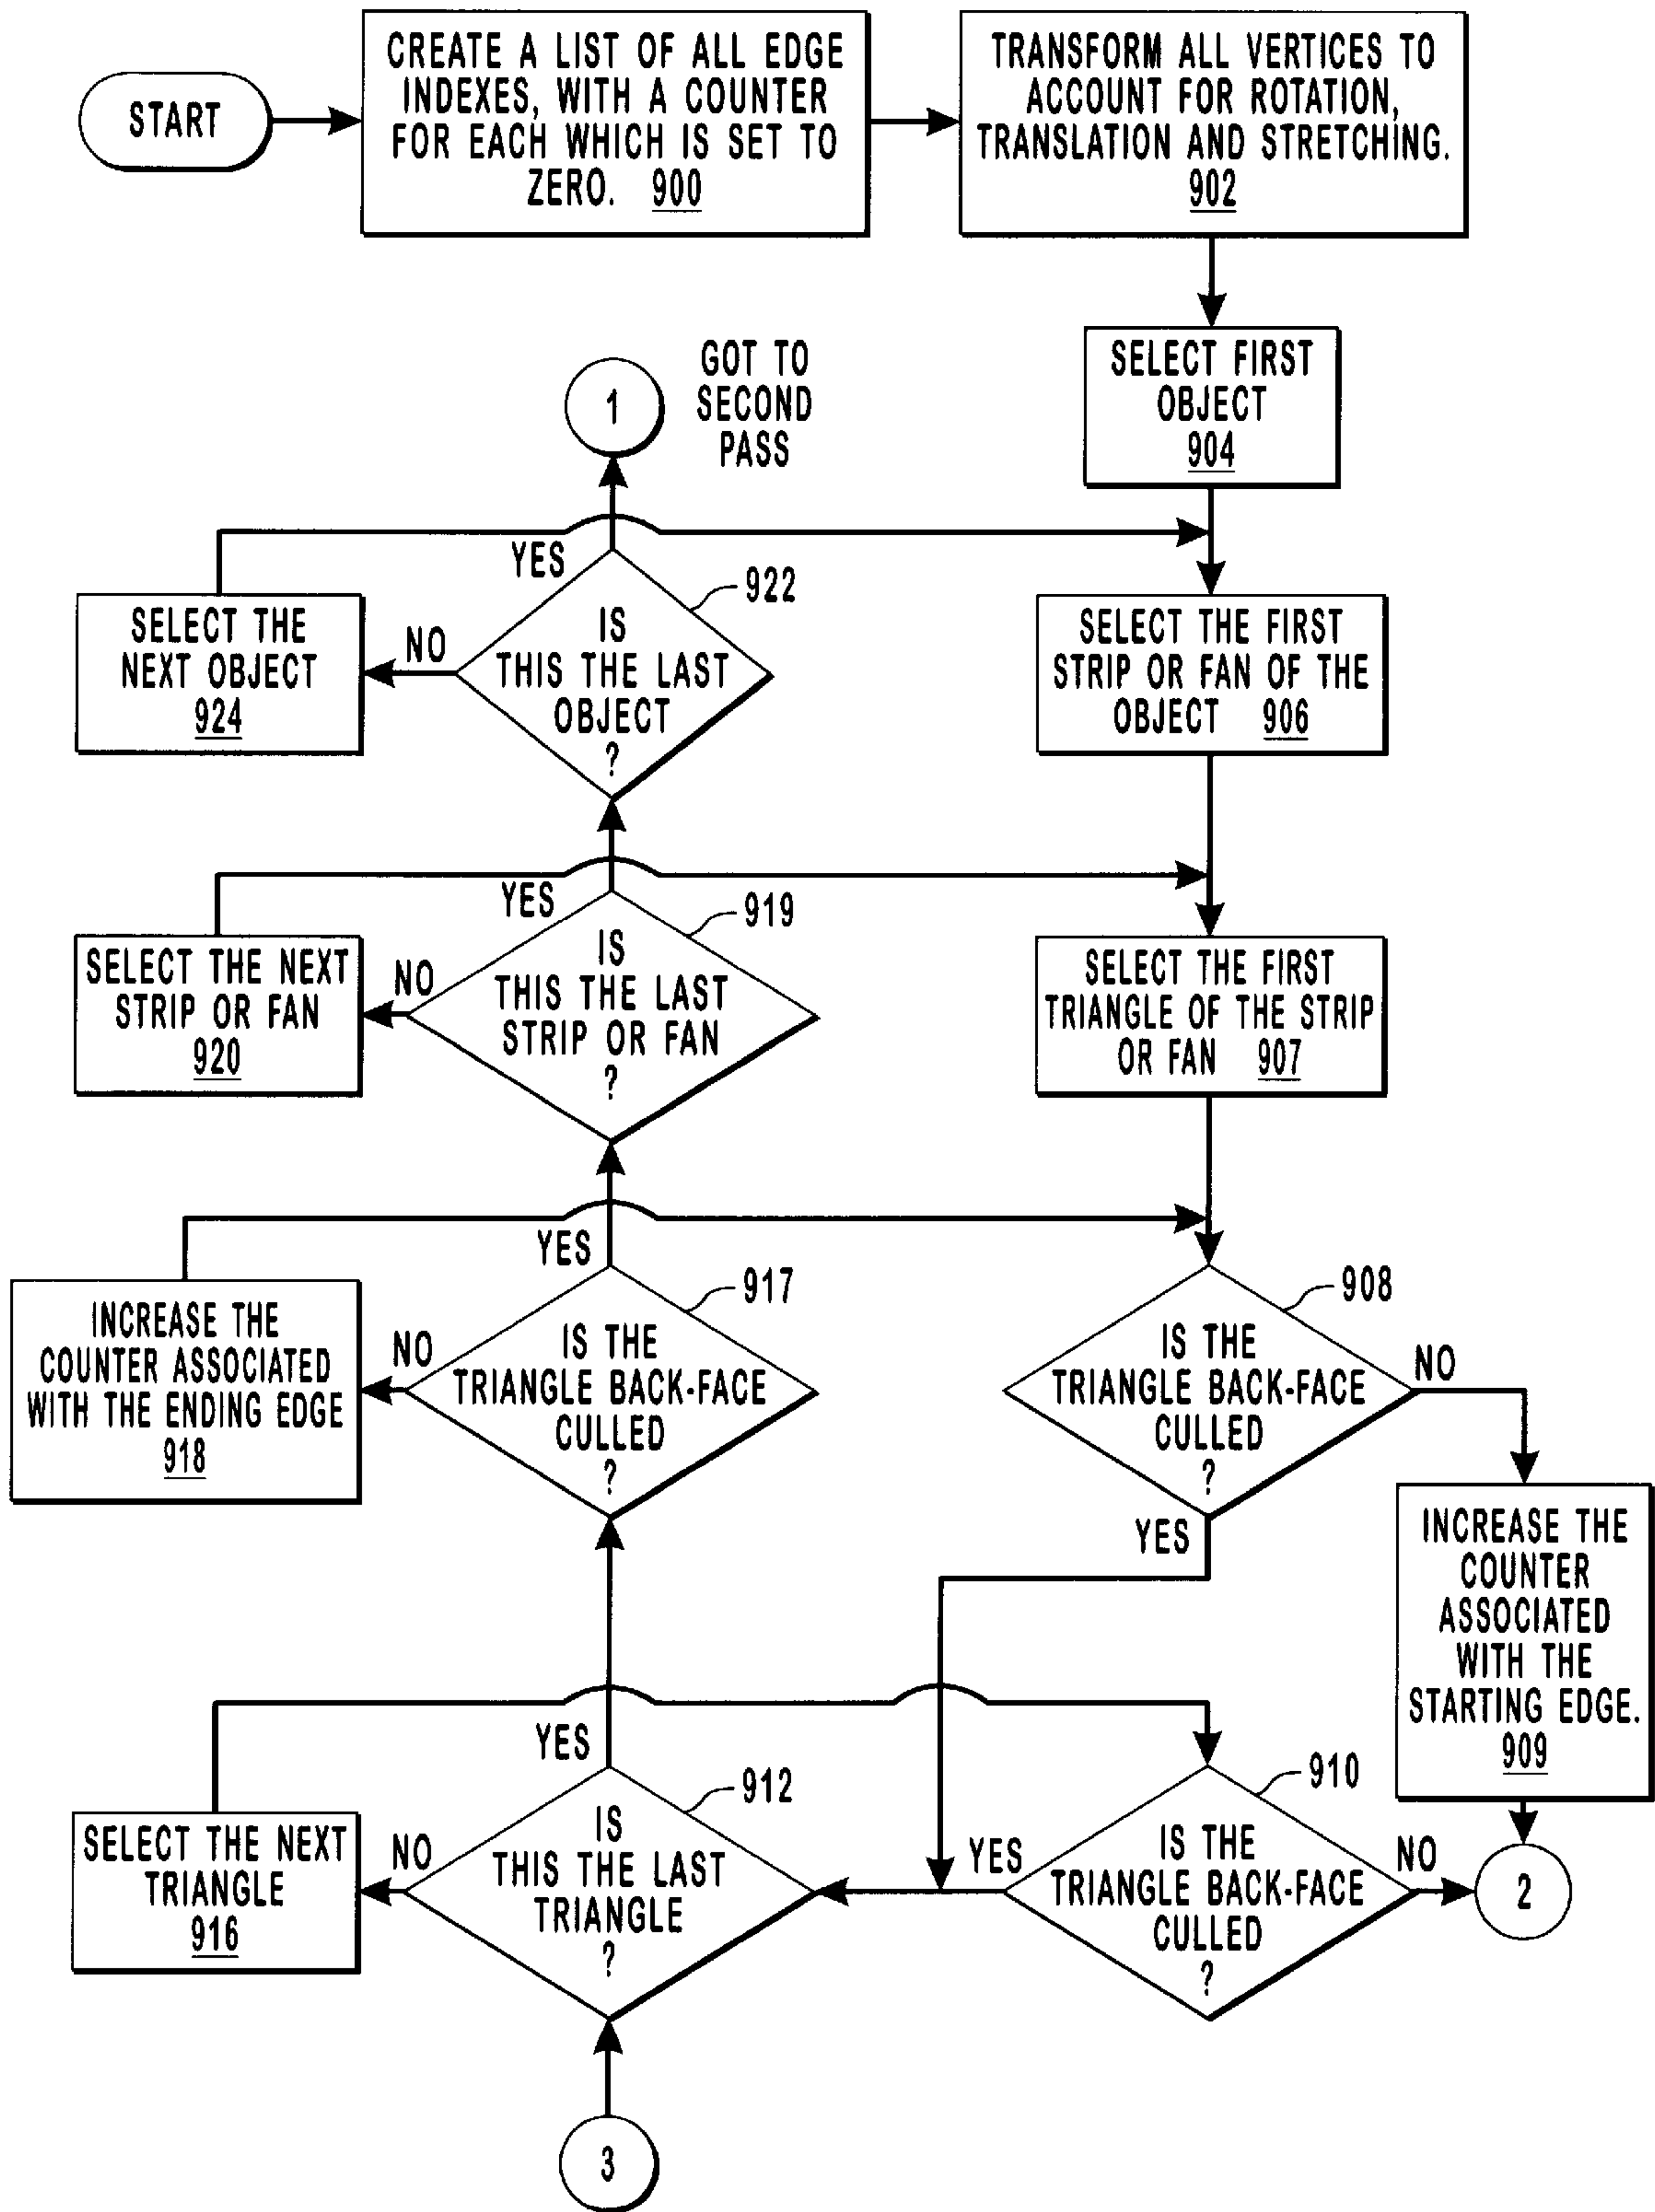 START
CREATE A LIST OF ALL EDGE
INDEXES, WITH A COUNTER
FOR EACH WHICH IS SET TO
ZERO. 900
TRANSFORM ALL VERTICES TO
ACCOUNT FOR ROTATION,
TRANSLATION AND STRETCHING.
902
SELECT FIRST
OBJECT
904
1
GOT TO
SECOND
PASS
YES
922
IS
THIS THE LAST
OBJECT
?
NO
SELECT THE
NEXT OBJECT
924
SELECT THE FIRST
STRIP OR FAN OF THE
OBJECT 906
YES
919
IS
THIS THE LAST
STRIP OR FAN
?
NO
SELECT THE NEXT
STRIP OR FAN
920
SELECT THE FIRST
TRIANGLE OF THE STRIP
OR FAN 907
YES
917
IS THE
TRIANGLE BACK-FACE
CULLED
?
NO
INCREASE THE
COUNTER ASSOCIATED
WITH THE ENDING EDGE
918
908
IS THE
TRIANGLE BACK-FACE
CULLED
?
NO
YES
INCREASE THE
COUNTER
ASSOCIATED
WITH THE
STARTING EDGE.
909
YES
912
IS
THIS THE LAST
TRIANGLE
?
NO
SELECT THE NEXT
TRIANGLE
916
910
IS THE
TRIANGLE BACK-FACE
CULLED
?
YES
NO
2
3